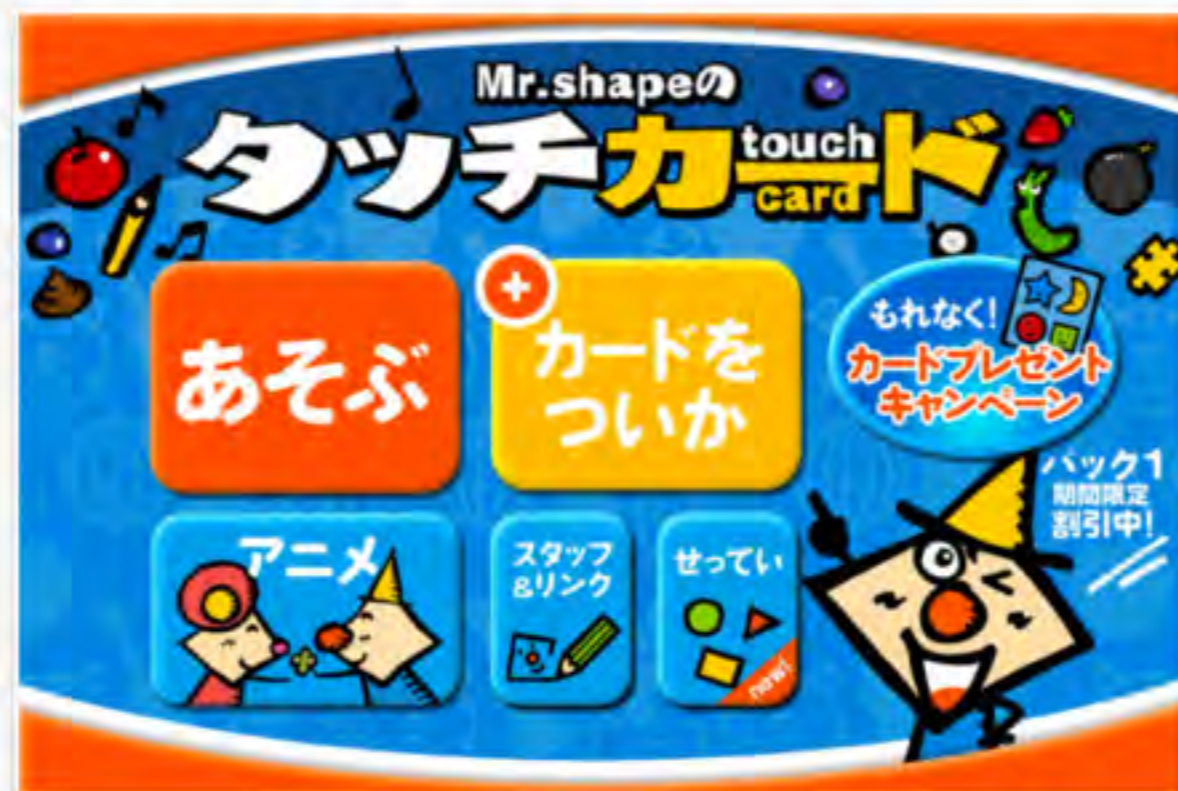 Mr.shapeの
タッチカード
touch
card
あそぶ
+
カードを
ついか
もれなく!
カードプレゼント
キャンペーン
パック1
期間限定
割引中!
アニメ
スタッフ
&リンク
せってい
new!